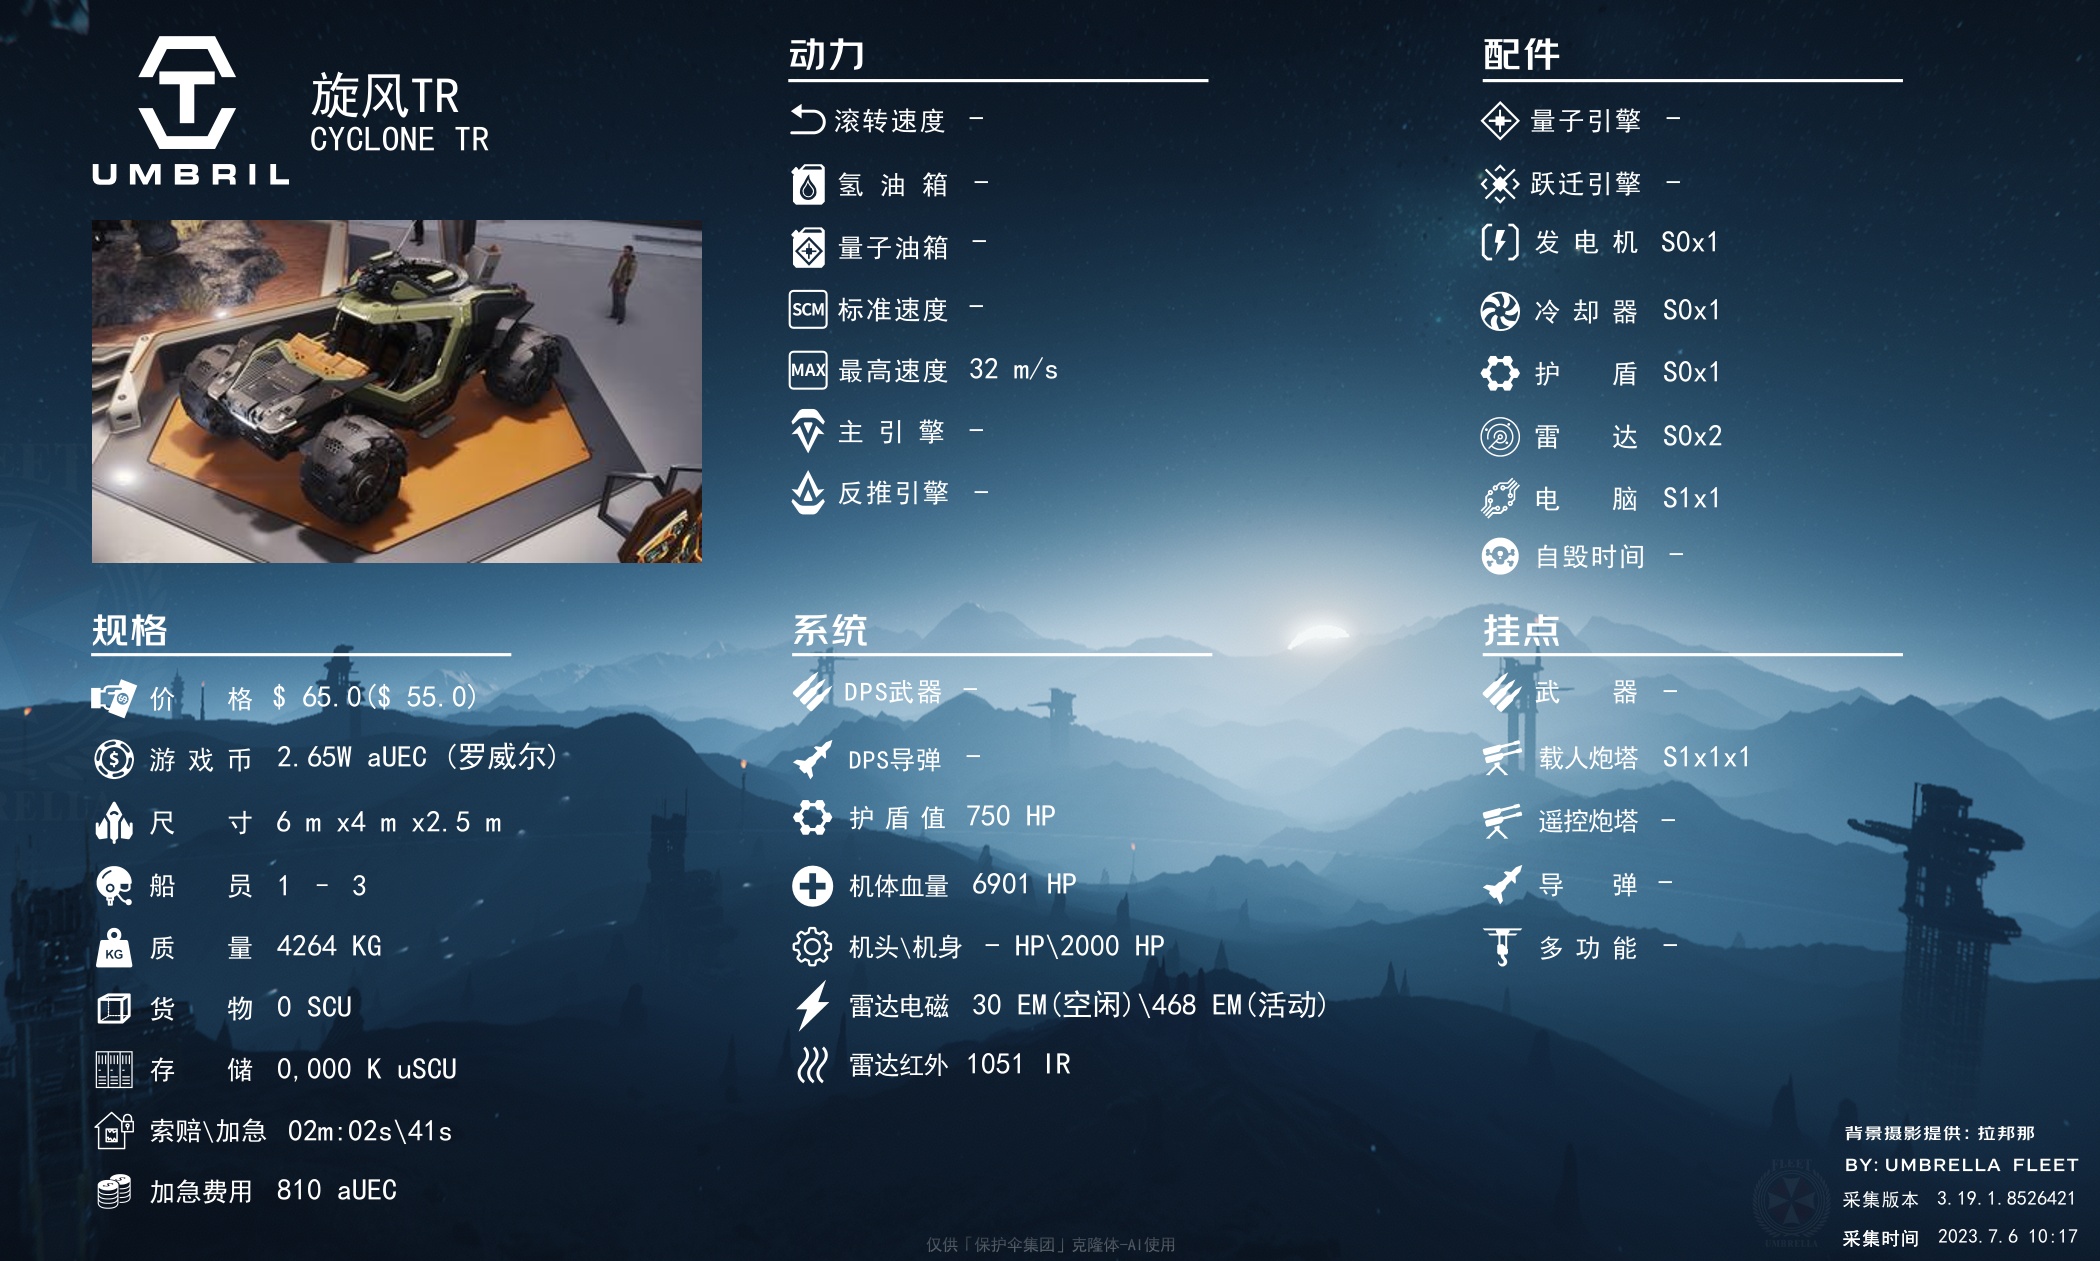 UMBRIL
旋风TR
CYCLONE TR
动力
滚转速度 -
氢油箱 -
量子油箱 -
SCM 标准速度 -
MAX 最高速度 32 m/s
主引擎 -
反推引擎 -
配件
量子引擎 -
跃迁引擎 -
发电机 S0x1
冷却器 S0x1
护盾 S0x1
雷达 S0x2
电脑 S1x1
自毁时间 -
规格
价格 $ 65.0($ 55.0)
游戏币 2.65W aUEC (罗威尔)
尺寸 6 m x4 m x2.5 m
船员 1 - 3
KG 质量 4264 KG
货物 0 SCU
存储 0,000 K uSCU
索赔\加急 02m:02s\41s
加急费用 810 aUEC
系统
DPS武器 -
DPS导弹 -
护盾值 750 HP
机体血量 6901 HP
机头\机身 - HP\2000 HP
雷达电磁 30 EM(空闲)\468 EM(活动)
雷达红外 1051 IR
挂点
武器 -
载人炮塔 S1x1x1
遥控炮塔 -
导弹 -
多功能 -
背景摄影提供: 拉邦那
BY: UMBRELLA FLEET
采集版本 3.19.1.8526421
采集时间 2023.7.6 10:17
仅供「保护伞集团」克隆体-AI使用
FLEET
UMBRELLA